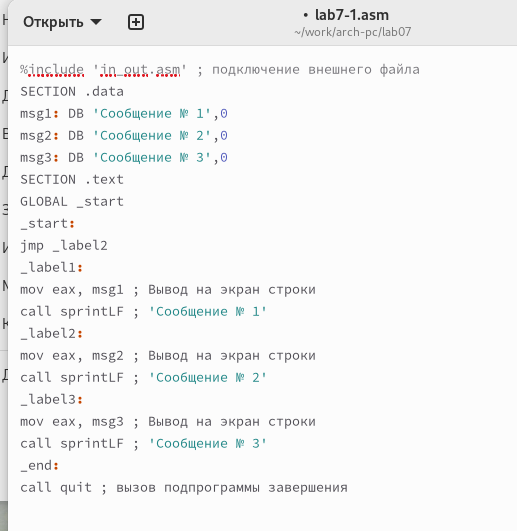 Открыть
• lab7-1.asm
~/work/arch-pc/lab07
%include 'in_out.asm' ; подключение внешнего файла
SECTION .data
msg1: DB 'Сообщение № 1',0
msg2: DB 'Сообщение № 2',0
msg3: DB 'Сообщение № 3',0
SECTION .text
GLOBAL _start
_start:
jmp _label2
_label1:
mov eax, msg1 ; Вывод на экран строки
call sprintLF ; 'Сообщение № 1'
_label2:
mov eax, msg2 ; Вывод на экран строки
call sprintLF ; 'Сообщение № 2'
_label3:
mov eax, msg3 ; Вывод на экран строки
call sprintLF ; 'Сообщение № 3'
_end:
call quit ; вызов подпрограммы завершения